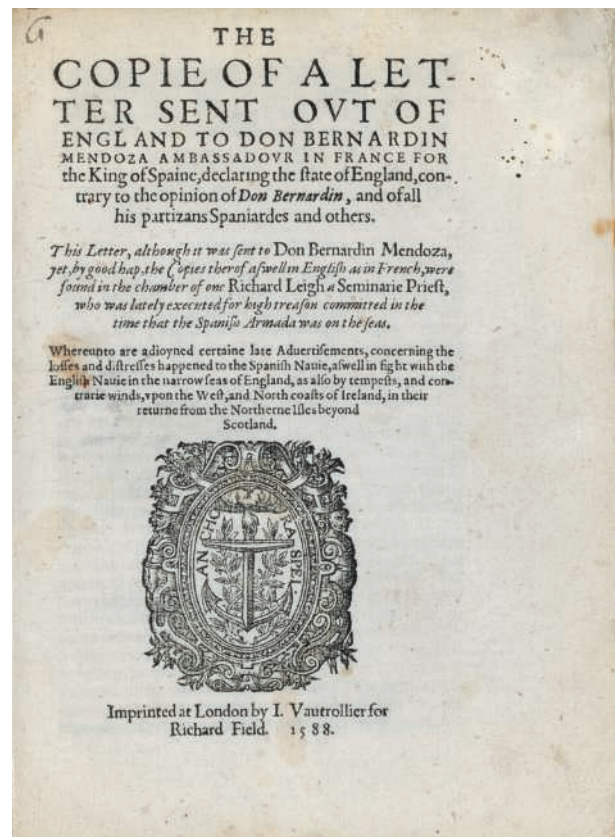 G
THE
COPIE OF A LET-
TER SENT OVT OF
ENGLAND TO DON BERNARDIN
MENDOZA AMBASSADOVR IN FRANCE FOR
the King of Spaine, declaring the ſtate of England, con-
trary to the opinion of Don Bernardin, and of all
his partizans Spaniardes and others.
This Letter, although it was ſent to Don Bernardin Mendoza,
yet, by good hap, the Copies therof aſwell in Engliſh as in French, were
found in the chamber of one Richard Leigh a Seminarie Prieſt,
who was lately executed for high treaſon committed in the
time that the Spaniſh Armada was on the ſeas.
Whereunto are adioyned certaine late Aduertiſements, concerning the
loſſes and diſtreſſes happened to the Spaniſh Nauie, aſwell in fight with the
Engliſh Nauie in the narrow ſeas of England, as alſo by tempeſts, and con-
trarie winds, vpon the Weſt, and North coaſts of Ireland, in their
returne from the Northerne Iſles beyond
Scotland.
ANCHORA SPEI.
Imprinted at London by I. Vautrollier for
Richard Field. 1588.